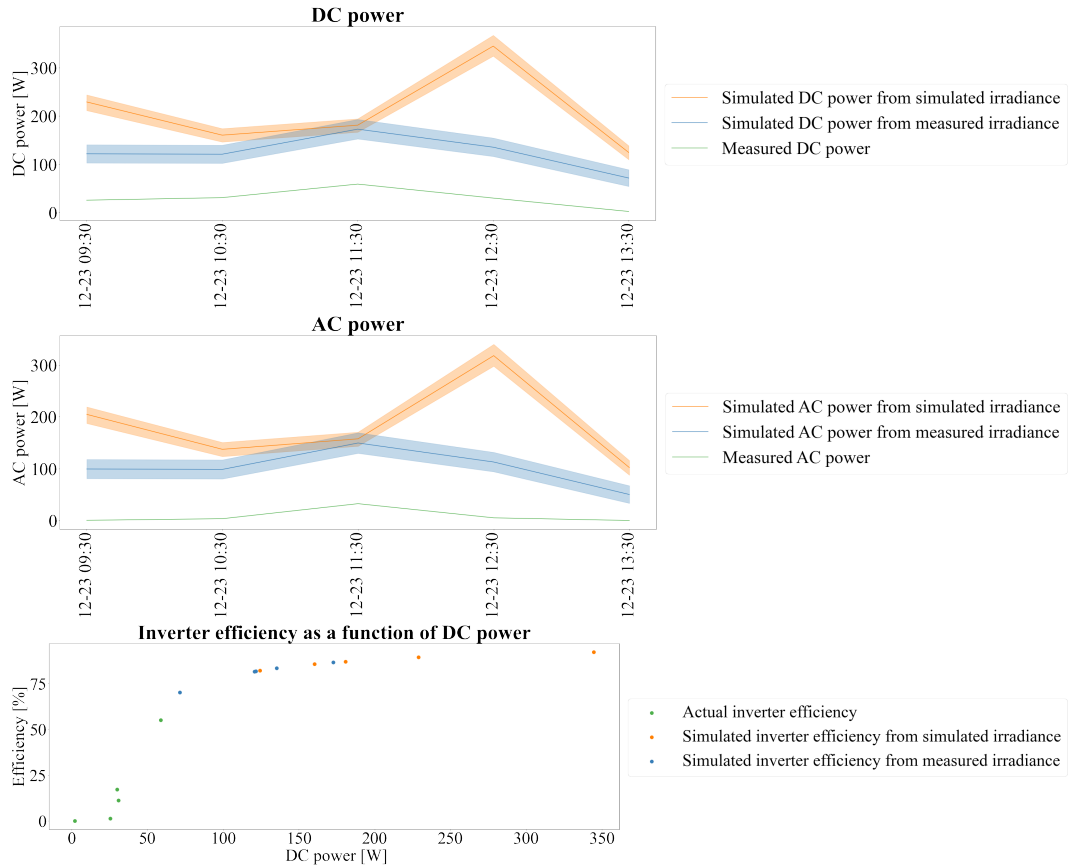 DC power
DC power [W]
300
200
100
0
12-23 09:30
12-23 10:30
12-23 11:30
12-23 12:30
12-23 13:30
Simulated DC power from simulated irradiance
Simulated DC power from measured irradiance
Measured DC power
AC power
AC power [W]
300
200
100
0
12-23 09:30
12-23 10:30
12-23 11:30
12-23 12:30
12-23 13:30
Simulated AC power from simulated irradiance
Simulated AC power from measured irradiance
Measured AC power
Inverter efficiency as a function of DC power
Efficiency [%]
75
50
25
0
0 50 100 150 200 250 300 350
DC power [W]
Actual inverter efficiency
Simulated inverter efficiency from simulated irradiance
Simulated inverter efficiency from measured irradiance